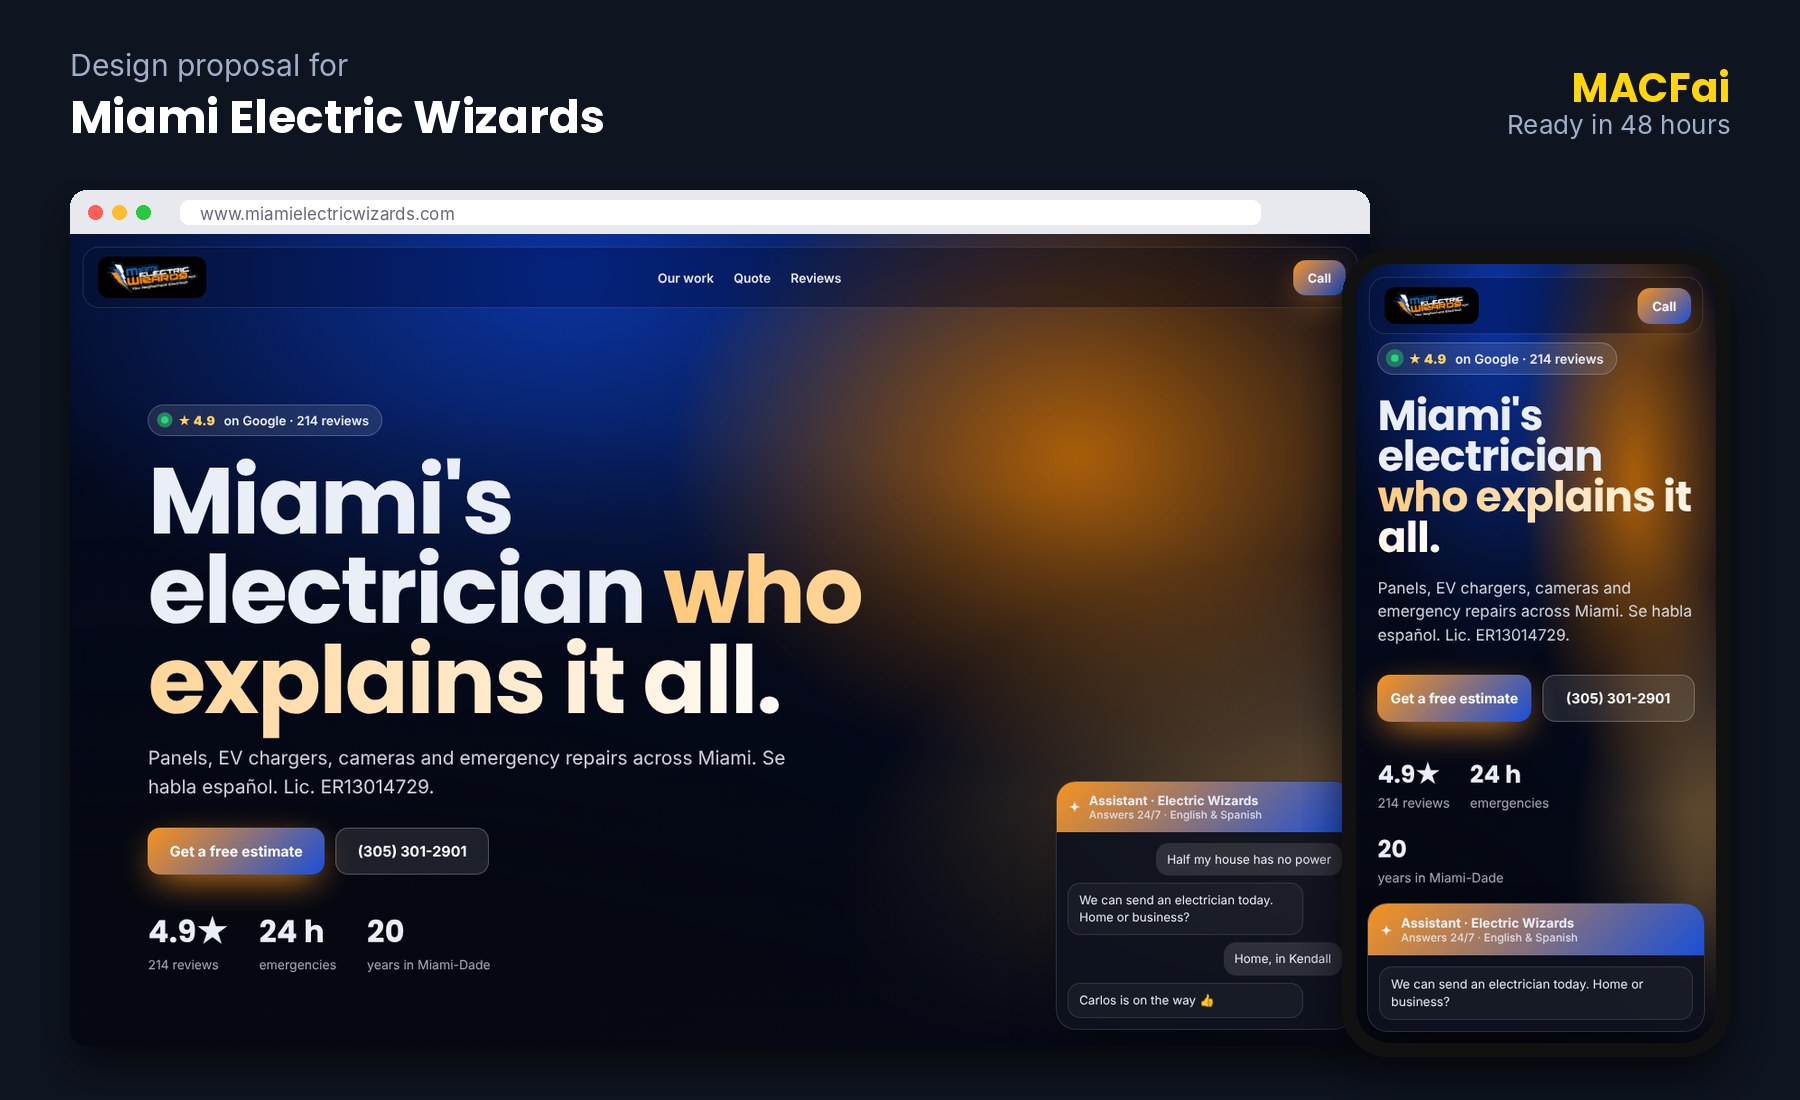 Design proposal for
Miami Electric Wizards
MACFai
Ready in 48 hours
www.miamielectricwizards.com
MIAMI ELECTRIC
WIZARDS
Our work Quote Reviews
Call
★ 4.9 on Google · 214 reviews
Miami's
electrician who
explains it all.
Panels, EV chargers, cameras and emergency repairs across Miami. Se
habla español. Lic. ER13014729.
Get a free estimate
(305) 301-2901
4.9★ 24 h 20
214 reviews emergencies years in Miami-Dade
✦ Assistant · Electric Wizards
Answers 24/7 · English & Spanish
Half my house has no power
We can send an electrician today.
Home or business?
Home, in Kendall
Carlos is on the way 👍
MIAMI ELECTRIC
WIZARDS
Call
★ 4.9 on Google · 214 reviews
Miami's
electrician
who explains it
all.
Panels, EV chargers, cameras and
emergency repairs across Miami. Se habla
español. Lic. ER13014729.
Get a free estimate
(305) 301-2901
4.9★ 24 h
214 reviews emergencies
20
years in Miami-Dade
✦ Assistant · Electric Wizards
Answers 24/7 · English & Spanish
We can send an electrician today. Home or
business?